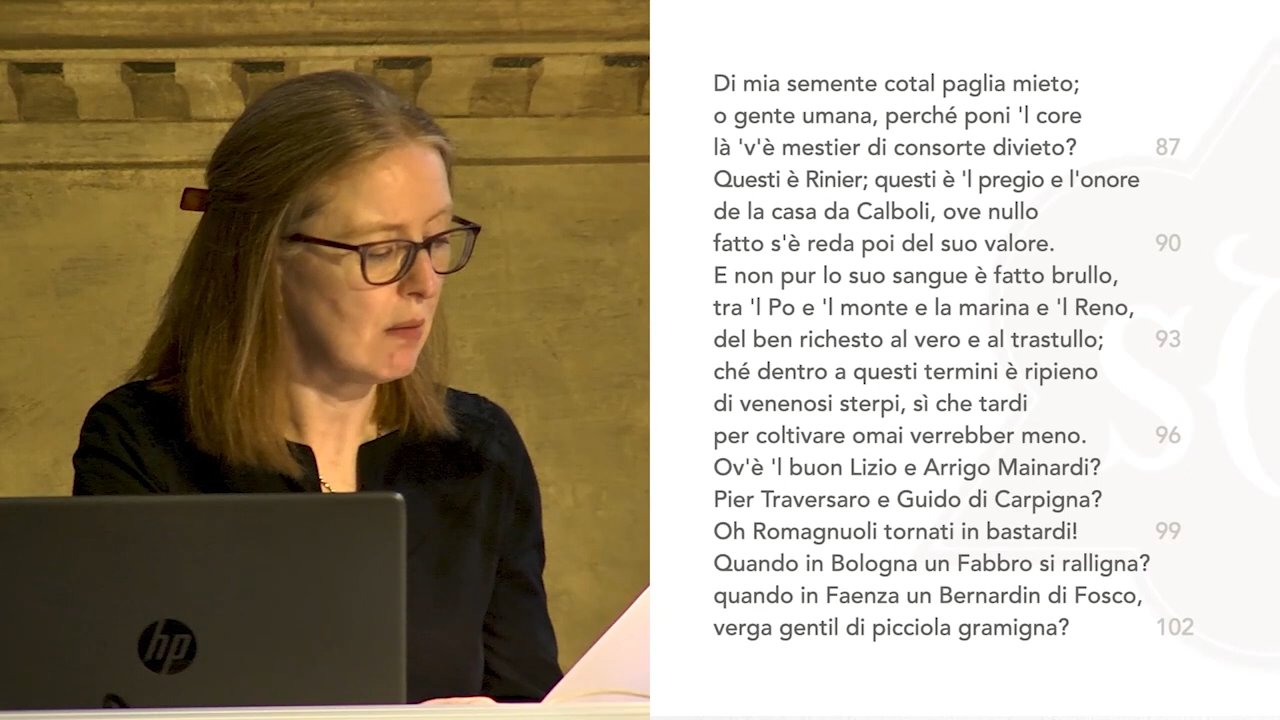 Di mia semente cotal paglia mieto;
o gente umana, perché poni 'l core
là 'v'è mestier di consorte divieto? 87
Questi è Rinier; questi è 'l pregio e l'onore
de la casa da Calboli, ove nullo
fatto s'è reda poi del suo valore. 90
E non pur lo suo sangue è fatto brullo,
tra 'l Po e 'l monte e la marina e 'l Reno,
del ben richesto al vero e al trastullo; 93
ché dentro a questi termini è ripieno
di venenosi sterpi, sì che tardi
per coltivare omai verrebber meno. 96
Ov'è 'l buon Lizio e Arrigo Mainardi?
Pier Traversaro e Guido di Carpigna?
Oh Romagnuoli tornati in bastardi! 99
Quando in Bologna un Fabbro si ralligna?
quando in Faenza un Bernardin di Fosco,
verga gentil di picciola gramigna? 102
hp